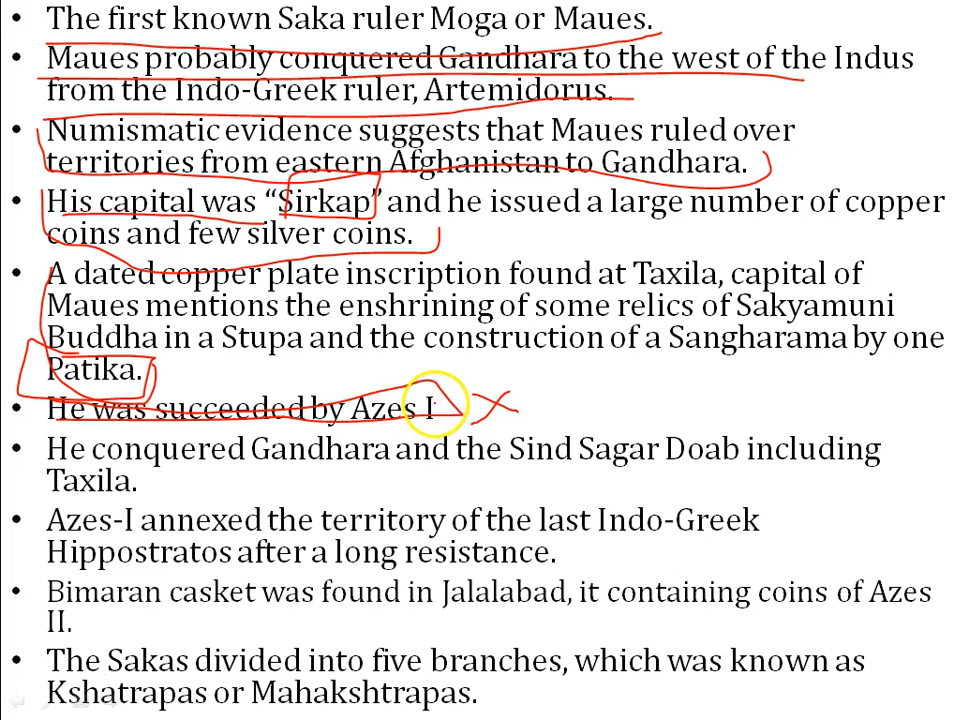 • The first known Saka ruler Moga or Maues.
• Maues probably conquered Gandhara to the west of the Indus
from the Indo-Greek ruler, Artemidorus.
• Numismatic evidence suggests that Maues ruled over
territories from eastern Afghanistan to Gandhara.
• His capital was “Sirkap” and he issued a large number of copper
coins and few silver coins.
• A dated copper plate inscription found at Taxila, capital of
Maues mentions the enshrining of some relics of Sakyamuni
Buddha in a Stupa and the construction of a Sangharama by one
Patika.
• He was succeeded by Azes I
• He conquered Gandhara and the Sind Sagar Doab including
Taxila.
• Azes-I annexed the territory of the last Indo-Greek
Hippostratos after a long resistance.
• Bimaran casket was found in Jalalabad, it containing coins of Azes
II.
• The Sakas divided into five branches, which was known as
Kshatrapas or Mahakshtrapas.